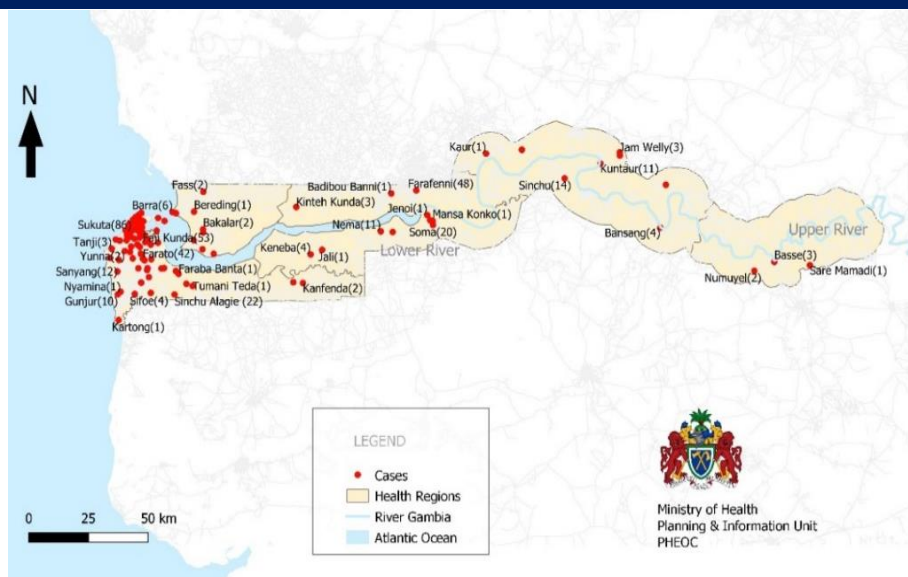 N
Kaur(1)
Jam Welly(3)
Kuntaur(11)
Fass(2)
Badibou Banni(1)
Farafenni(48)
Sinchu(14)
Barra(6)
Bereding(1)
Kinteh Kunda(3)
Jenoi(1)
Mansa Konko(1)
Sukuta(86)
Bakalar(2)
Nema(11)
Soma(20)
Bansang(4)
Upper River
Tanji(3)
Keneba(4)
Lower River
Yunna(2)
Farato(42)
Jali(1)
Basse(3)
Sanyang(12)
Faraba Banta(1)
Numuyel(2)
Sare Mamadi(1)
Nyamina(1)
Tumani Teda(1)
Kanfenda(2)
Gunjur(10)
Sifoe(4)
Sinchu Alagie (22)
Kartong(1)
LEGEND
Cases
Health Regions
River Gambia
Atlantic Ocean
0 25 50 km
Ministry of Health
Planning & Information Unit
PHEOC